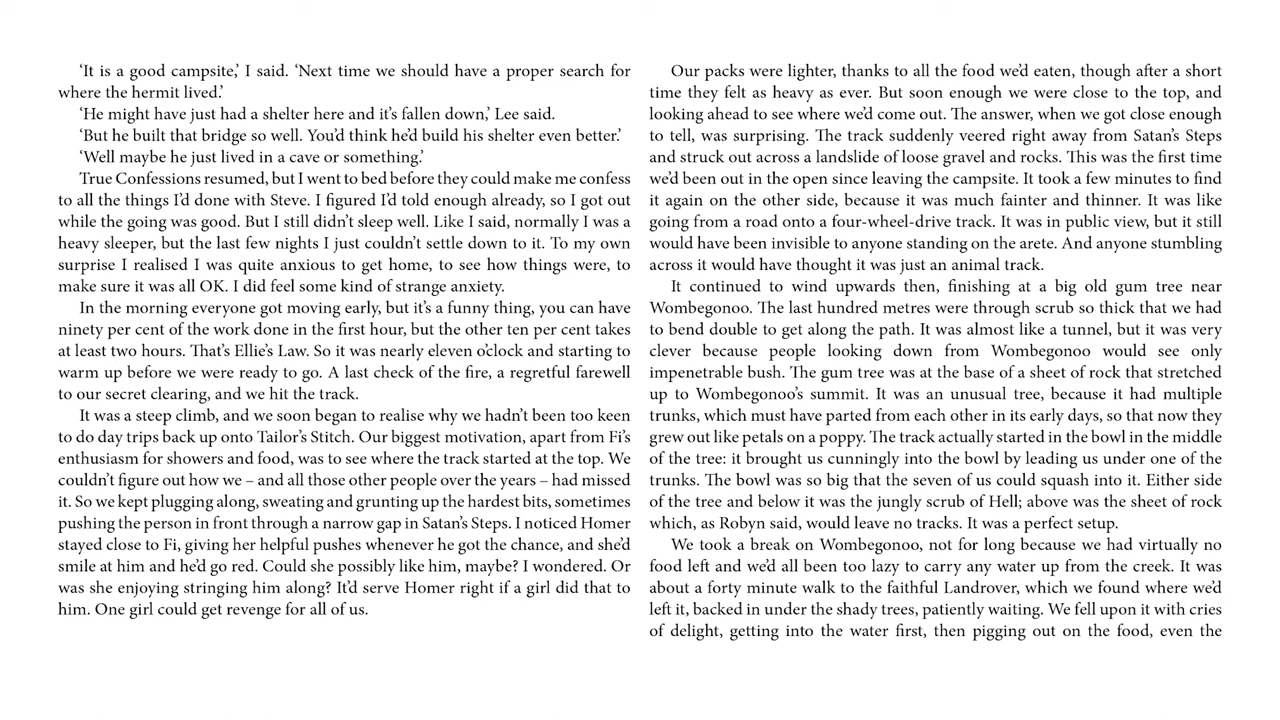 ‘It is a good campsite,’ I said. ‘Next time we should have a proper search for
where the hermit lived.’
‘He might have just had a shelter here and it’s fallen down,’ Lee said.
‘But he built that bridge so well. You’d think he’d build his shelter even better.’
‘Well maybe he just lived in a cave or something.’
True Confessions resumed, but I went to bed before they could make me confess
to all the things I’d done with Steve. I figured I’d told enough already, so I got out
while the going was good. But I still didn’t sleep well. Like I said, normally I was a
heavy sleeper, but the last few nights I just couldn’t settle down to it. To my own
surprise I realised I was quite anxious to get home, to see how things were, to
make sure it was all OK. I did feel some kind of strange anxiety.
In the morning everyone got moving early, but it’s a funny thing, you can have
ninety per cent of the work done in the first hour, but the other ten per cent takes
at least two hours. That’s Ellie’s Law. So it was nearly eleven o’clock and starting to
warm up before we were ready to go. A last check of the fire, a regretful farewell
to our secret clearing, and we hit the track.
It was a steep climb, and we soon began to realise why we hadn’t been too keen
to do day trips back up onto Tailor’s Stitch. Our biggest motivation, apart from Fi’s
enthusiasm for showers and food, was to see where the track started at the top. We
couldn’t figure out how we – and all those other people over the years – had missed
it. So we kept plugging along, sweating and grunting up the hardest bits, sometimes
pushing the person in front through a narrow gap in Satan’s Steps. I noticed Homer
stayed close to Fi, giving her helpful pushes whenever he got the chance, and she’d
smile at him and he’d go red. Could she possibly like him, maybe? I wondered. Or
was she enjoying stringing him along? It’d serve Homer right if a girl did that to
him. One girl could get revenge for all of us.
Our packs were lighter, thanks to all the food we’d eaten, though after a short
time they felt as heavy as ever. But soon enough we were close to the top, and
looking ahead to see where we’d come out. The answer, when we got close enough
to tell, was surprising. The track suddenly veered right away from Satan’s Steps
and struck out across a landslide of loose gravel and rocks. This was the first time
we’d been out in the open since leaving the campsite. It took a few minutes to find
it again on the other side, because it was much fainter and thinner. It was like
going from a road onto a four-wheel-drive track. It was in public view, but it still
would have been invisible to anyone standing on the arete. And anyone stumbling
across it would have thought it was just an animal track.
It continued to wind upwards then, finishing at a big old gum tree near
Wombegonoo. The last hundred metres were through scrub so thick that we had
to bend double to get along the path. It was almost like a tunnel, but it was very
clever because people looking down from Wombegonoo would see only
impenetrable bush. The gum tree was at the base of a sheet of rock that stretched
up to Wombegonoo’s summit. It was an unusual tree, because it had multiple
trunks, which must have parted from each other in its early days, so that now they
grew out like petals on a poppy. The track actually started in the bowl in the middle
of the tree: it brought us cunningly into the bowl by leading us under one of the
trunks. The bowl was so big that the seven of us could squash into it. Either side
of the tree and below it was the jungly scrub of Hell; above was the sheet of rock
which, as Robyn said, would leave no tracks. It was a perfect setup.
We took a break on Wombegonoo, not for long because we had virtually no
food left and we’d all been too lazy to carry any water up from the creek. It was
about a forty minute walk to the faithful Landrover, which we found where we’d
left it, backed in under the shady trees, patiently waiting. We fell upon it with cries
of delight, getting into the water first, then pigging out on the food, even the